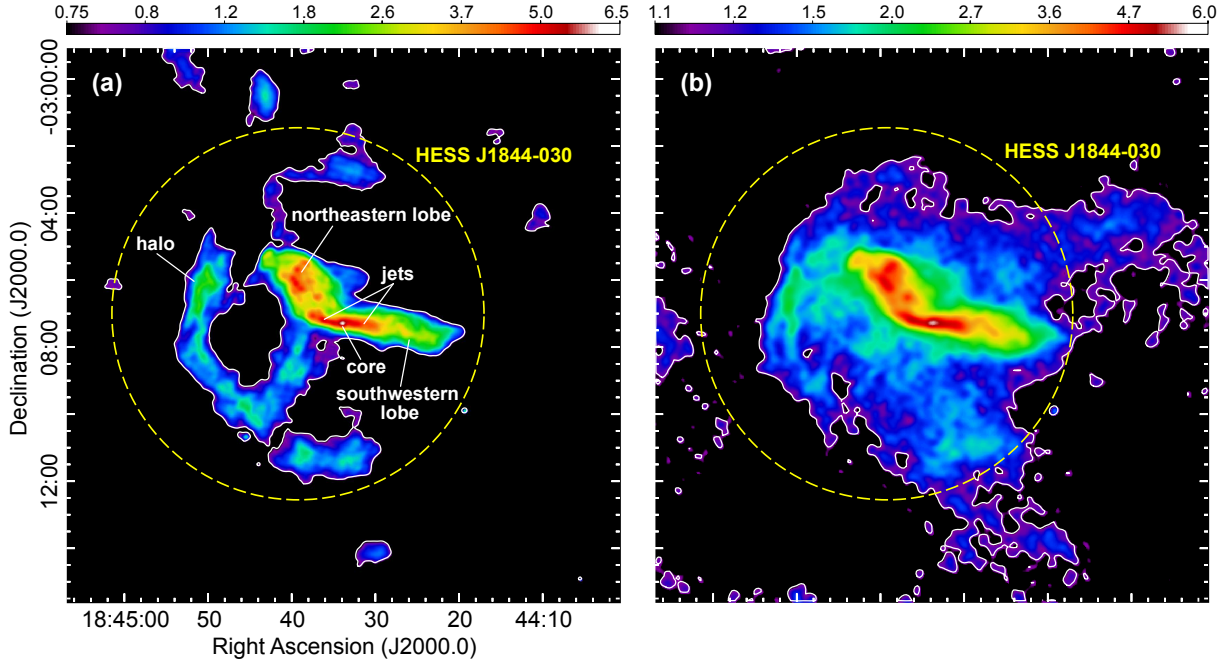 0.75 0.8 0.9 1.2 1.8 2.6 3.7 5.0 6.5
1.1 1.2 1.5 2.0 2.7 3.6 4.7 6.0
(a)
HESS J1844-030
northeastern lobe
halo
jets
core
southwestern
lobe
(b)
HESS J1844-030
-03:00:00
04:00
08:00
12:00
Declination (J2000.0)
18:45:00 50 40 30 20 44:10
Right Ascension (J2000.0)